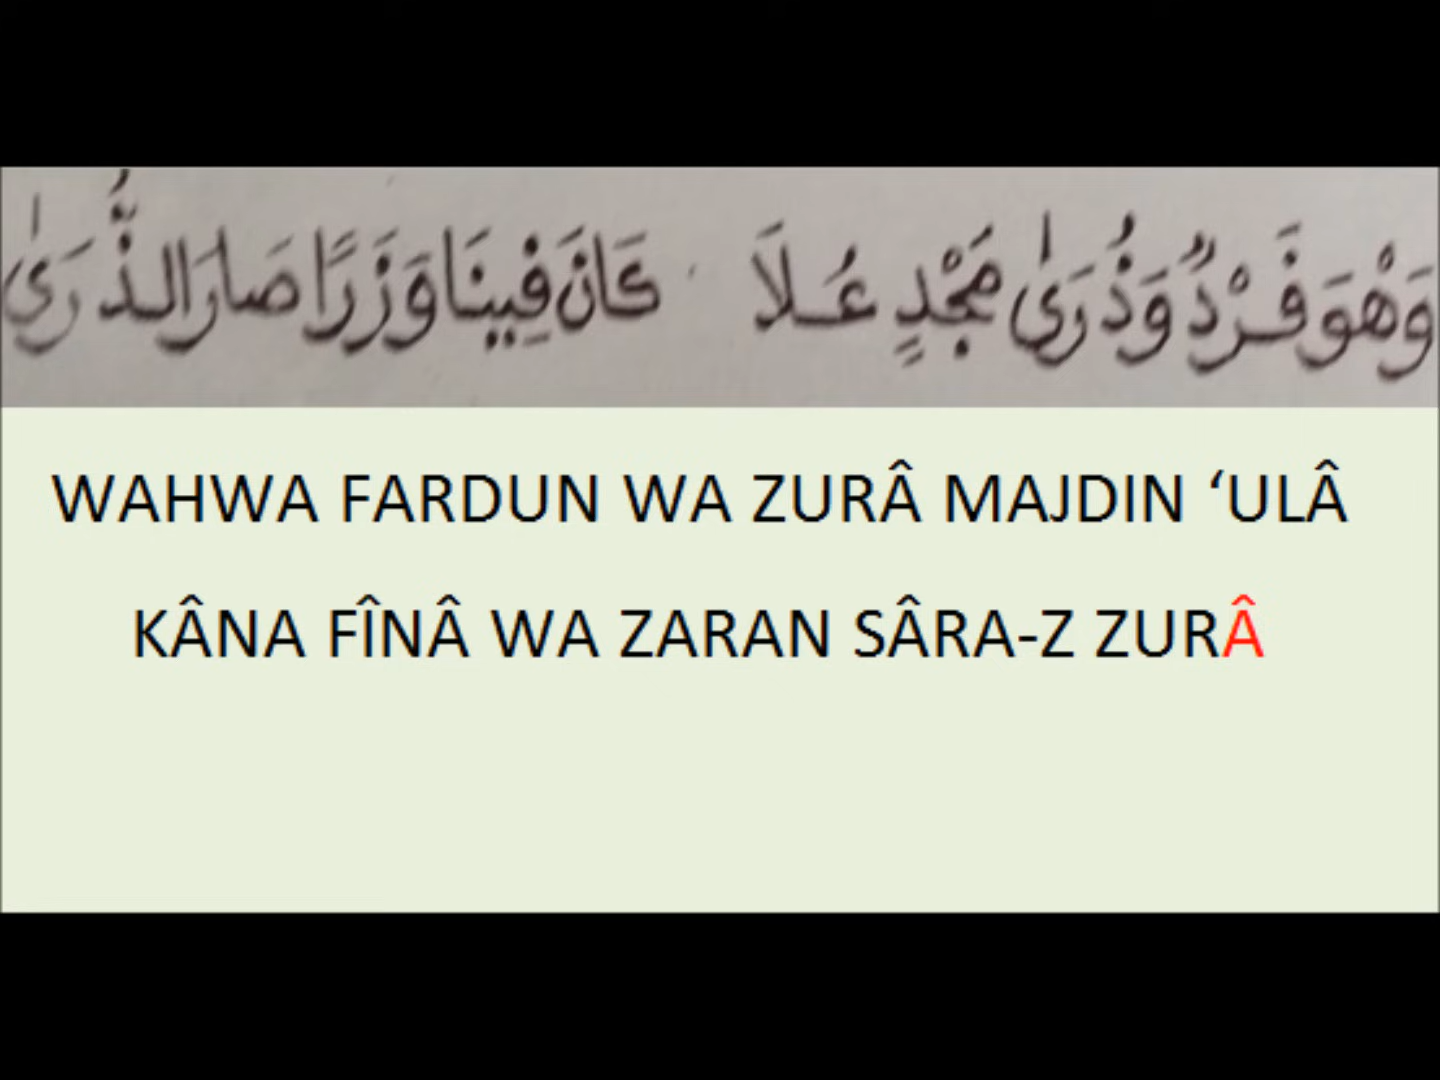 وَهْوَ فَرْدٌ وَذُرَىٰ مَجْدٍ عُلَا كَانَ فِينَا وَزَرًا صَارَ الذُّرَىٰ
WAHWA FARDUN WA ZURÂ MAJDIN ‘ULÂ
KÂNA FÎNÂ WA ZARAN SÂRA-Z ZURÂ